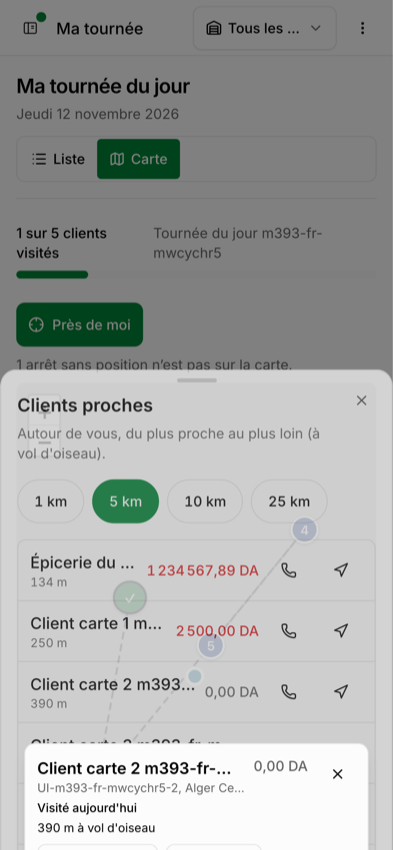 Ma tournée
Tous les ...
Ma tournée du jour
Jeudi 12 novembre 2026
Liste
Carte
1 sur 5 clients
visités
Tournée du jour m393-fr-
mwcychr5
Près de moi
1 arrêt sans position n'est pas sur la carte.
Clients proches
Autour de vous, du plus proche au plus loin (à
vol d'oiseau).
1 km
5 km
10 km
25 km
4
Épicerie du ...
1 234 567,89 DA
134 m
Client carte 1 m...
2 500,00 DA
250 m
5
Client carte 2 m393...
0,00 DA
390 m
Client carte 2 m393-fr-...
0,00 DA
UI-m393-fr-mwcychr5-2, Alger Ce...
Visité aujourd'hui
390 m à vol d'oiseau